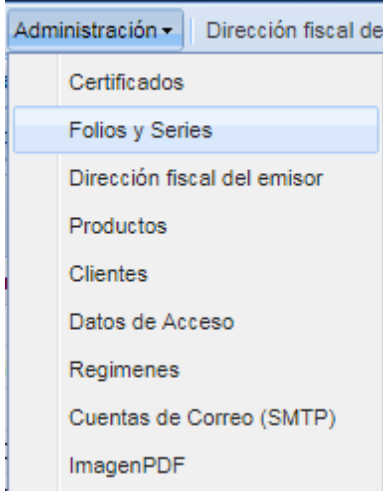 Administración Dirección fiscal de
Certificados
Folios y Series
Dirección fiscal del emisor
Productos
Clientes
Datos de Acceso
Regimenes
Cuentas de Correo (SMTP)
ImagenPDF